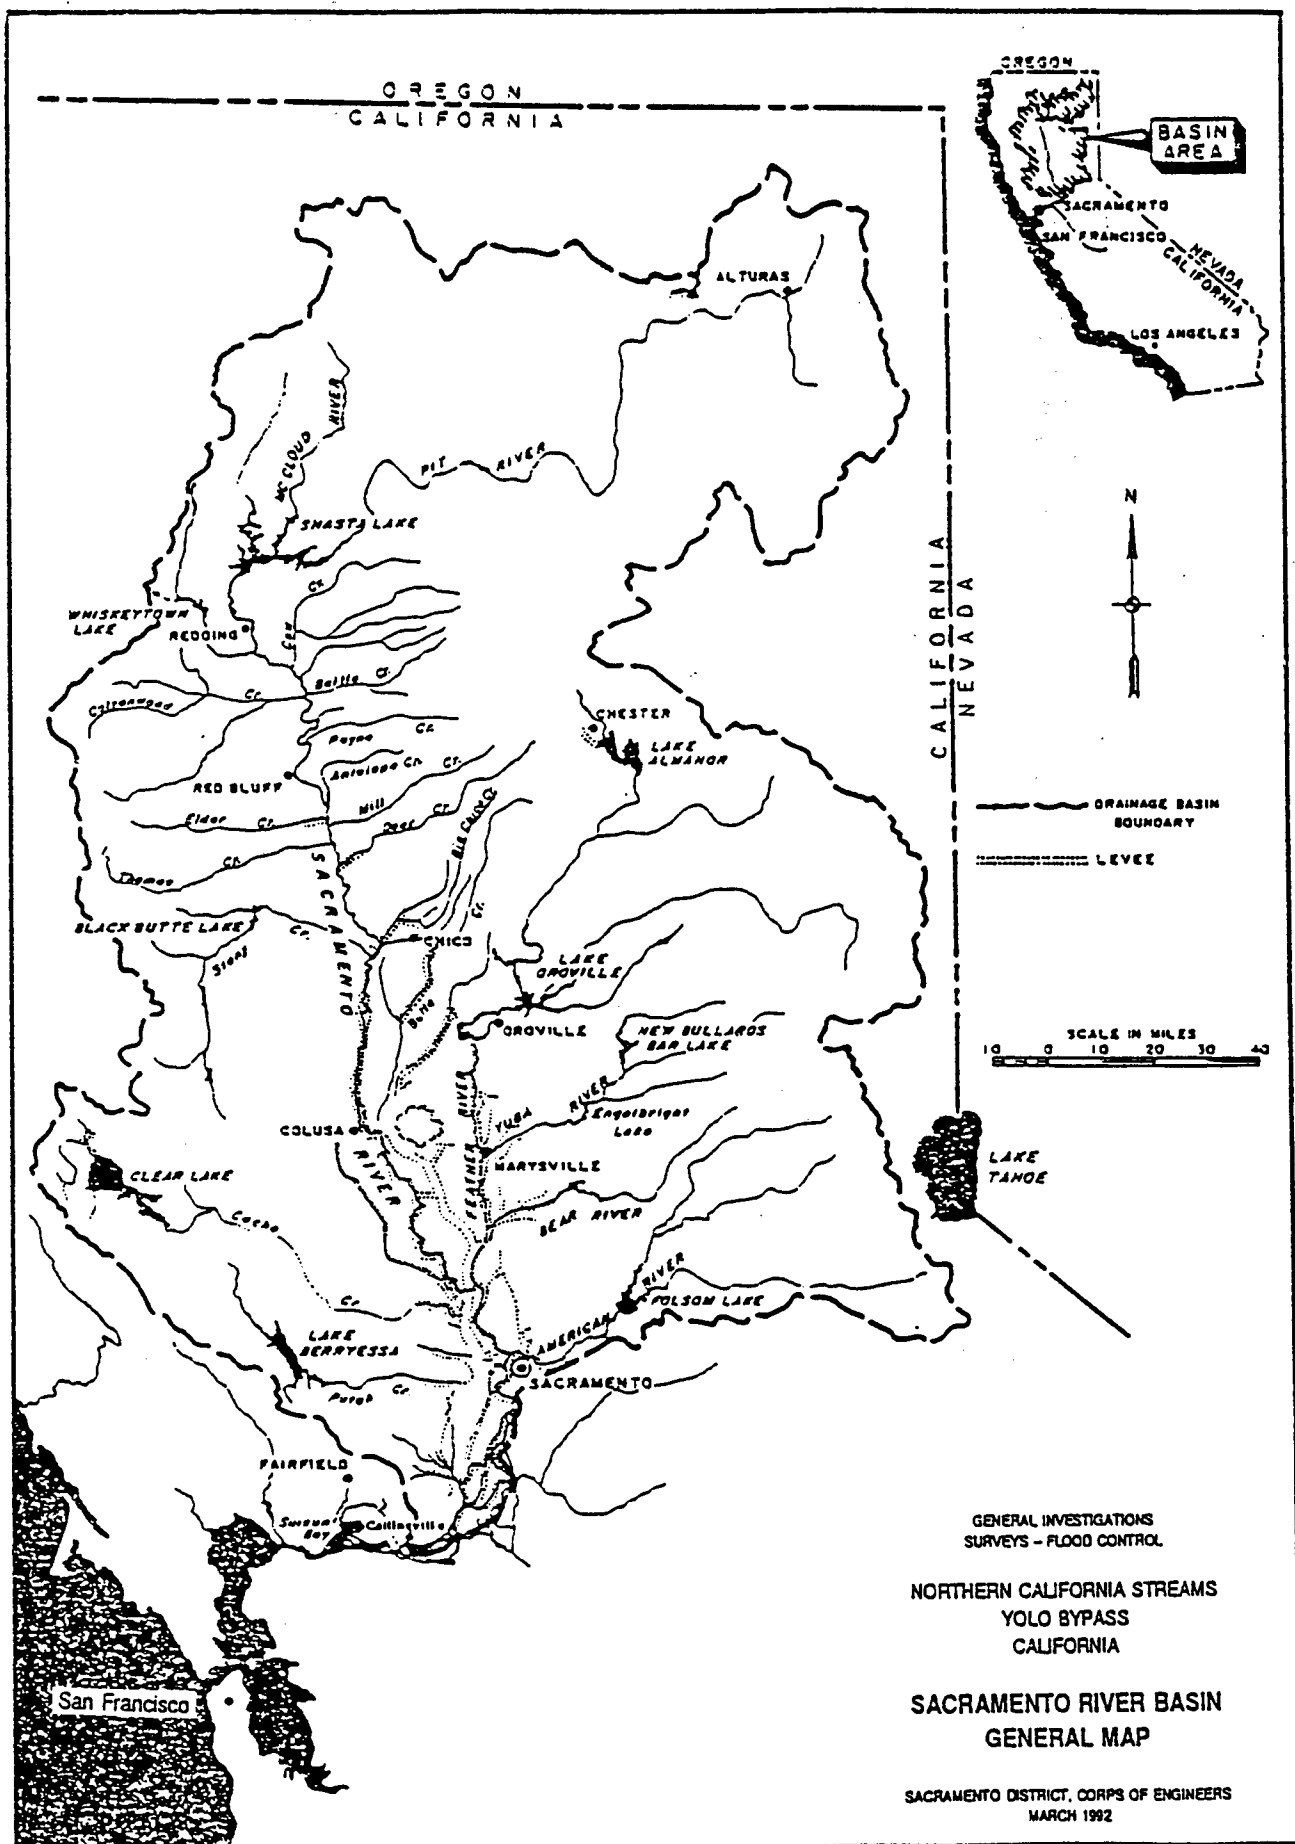 OREGON
CALIFORNIA
OREGON
BASIN
AREA
SACRAMENTO
SAN FRANCISCO
NEVADA
CALIFORNIA
LOS ANGELES
ALTURAS
MC CLOUD RIVER
PIT RIVER
SHASTA LAKE
N
CALIFORNIA
NEVADA
WHISKEYTOWN
LAKE
REDDING
Cow Cr.
Battle Cr.
Cottonwood Cr.
Payne Cr.
CHESTER
LAKE
ALMANOR
Antelope Cr.
RED BLUFF
Mill Cr.
Elder Cr.
Deer Cr.
Big Chico Cr.
Thomes Cr.
DRAINAGE BASIN
BOUNDARY
LEVEE
SACRAMENTO
BLACK BUTTE LAKE
Stony Cr.
CHICO
Butte Cr.
LAKE
OROVILLE
OROVILLE
NEW BULLARDS
BAR LAKE
SCALE IN MILES
10 0 10 20 30 40
FEATHER RIVER
YUBA RIVER
Englebright
Lake
COLUSA
RIVER
MARYSVILLE
LAKE
TAHOE
CLEAR LAKE
BEAR RIVER
Cache Cr.
AMERICAN RIVER
FOLSOM LAKE
LAKE
BERRYESSA
SACRAMENTO
Putah Cr.
FAIRFIELD
Suisun
Bay
Collinsville
San Francisco
GENERAL INVESTIGATIONS
SURVEYS – FLOOD CONTROL
NORTHERN CALIFORNIA STREAMS
YOLO BYPASS
CALIFORNIA
SACRAMENTO RIVER BASIN
GENERAL MAP
SACRAMENTO DISTRICT, CORPS OF ENGINEERS
MARCH 1992